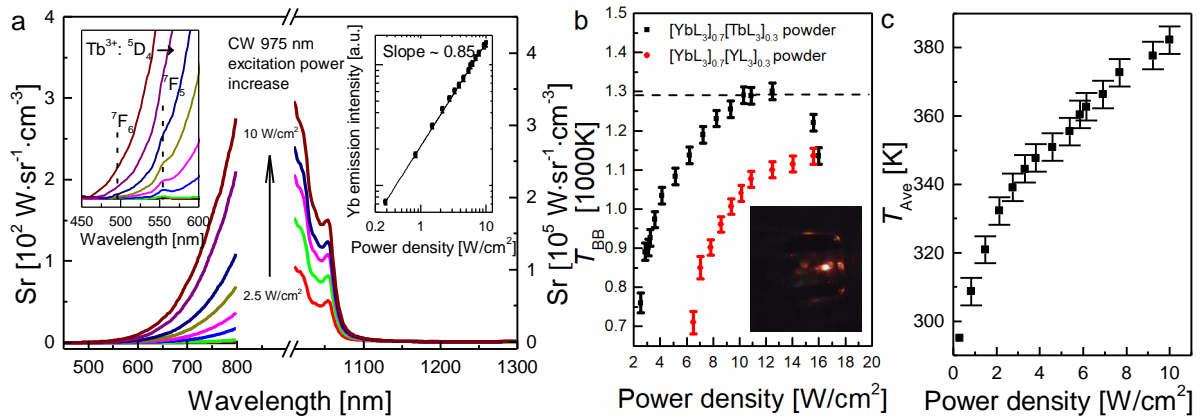 a
4
3
2
1
0
Sr [10² W·sr⁻¹·cm⁻³]
500 600 700 800
1100 1200 1300
Wavelength [nm]
4
3
2
1
0
Sr [10⁵ W·sr⁻¹·cm⁻³]
Tb³⁺: ⁵D₄
⁷F₅
⁷F₆
450 500 550 600
Wavelength [nm]
CW 975 nm
excitation power
increase
10 W/cm²
2.5 W/cm²
Yb emission intensity [a.u.]
Slope ~ 0.85
0.2 1 10
Power density [W/cm²]
b
1.5
1.4
1.3
1.2
1.1
1.0
0.9
0.8
0.7
T_BB [1000K]
[YbL₃]₀.₇[TbL₃]₀.₃ powder
[YbL₃]₀.₇[YL₃]₀.₃ powder
2 4 6 8 10 12 14 16 18 20
Power density [W/cm²]
c
380
360
340
320
300
T_Ave [K]
0 2 4 6 8 10
Power density [W/cm²]